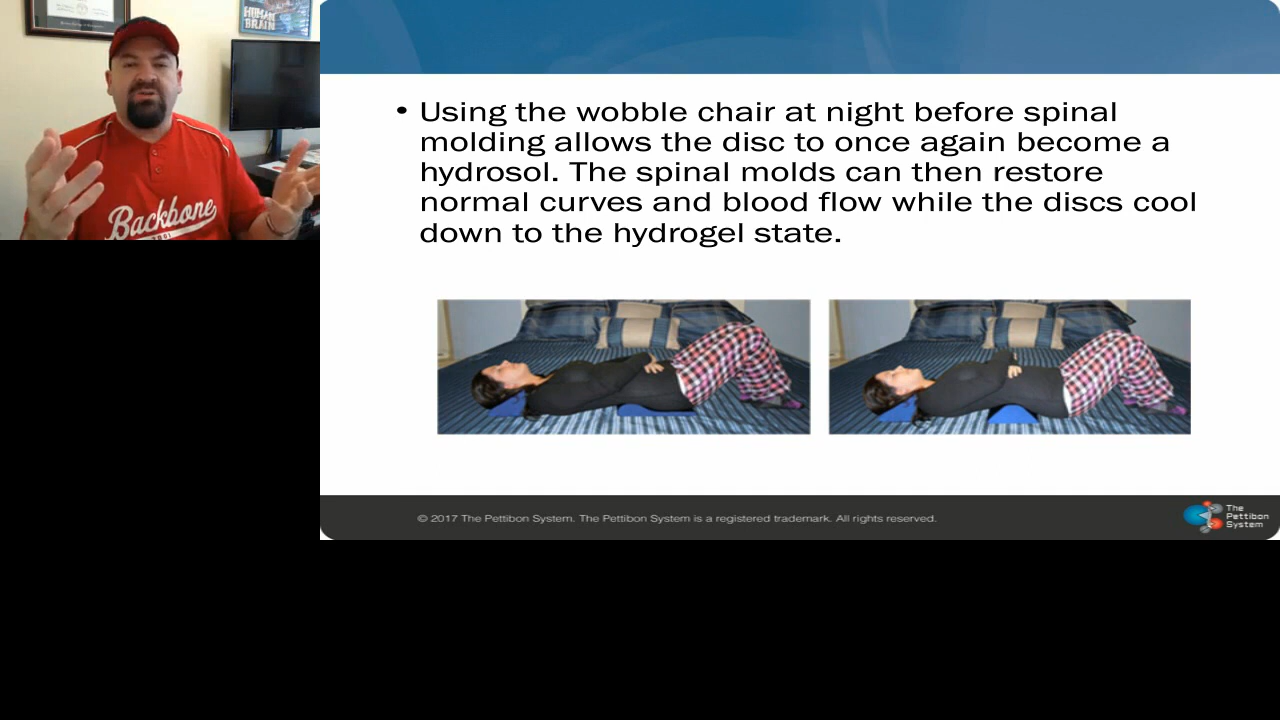 HUMAN
BRAIN
Backbone
• Using the wobble chair at night before spinal
molding allows the disc to once again become a
hydrosol. The spinal molds can then restore
normal curves and blood flow while the discs cool
down to the hydrogel state.
© 2017 The Pettibon System. The Pettibon System is a registered trademark. All rights reserved.
The
Pettibon
System